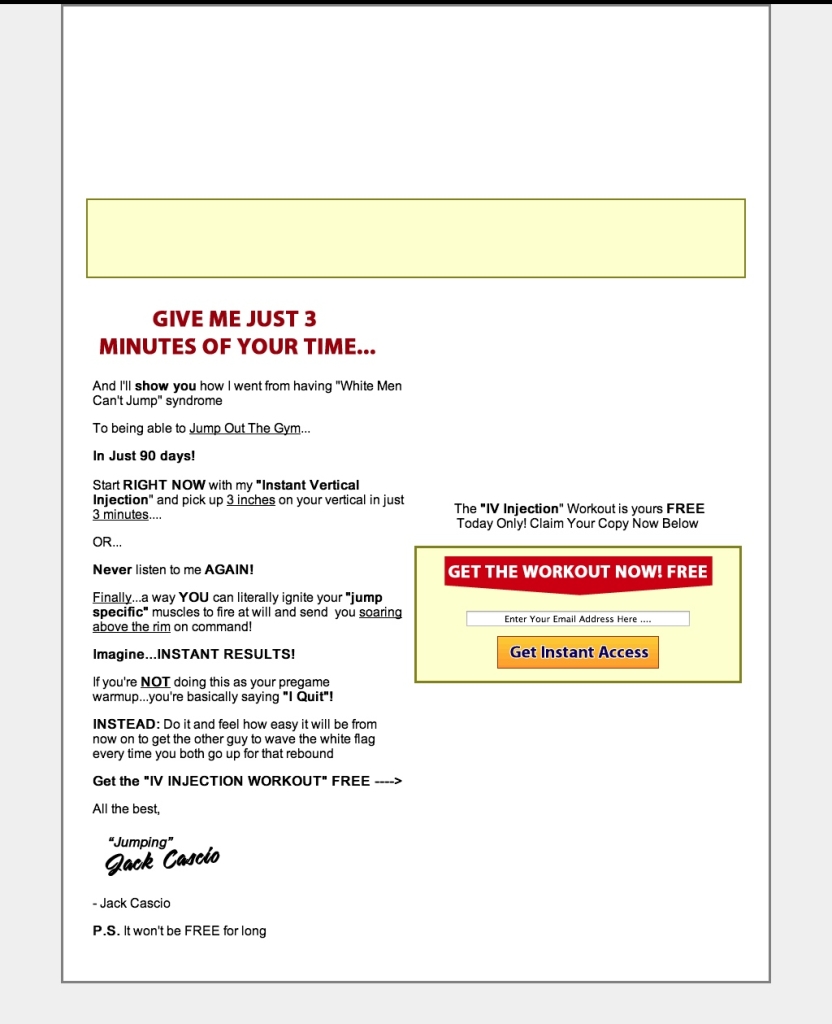 GIVE ME JUST 3
MINUTES OF YOUR TIME...
And I'll show you how I went from having "White Men
Can't Jump" syndrome
To being able to Jump Out The Gym...
In Just 90 days!
Start RIGHT NOW with my "Instant Vertical
Injection" and pick up 3 inches on your vertical in just
3 minutes....
OR...
Never listen to me AGAIN!
Finally...a way YOU can literally ignite your "jump
specific" muscles to fire at will and send  you soaring
above the rim on command!
Imagine...INSTANT RESULTS!
If you're NOT doing this as your pregame
warmup...you're basically saying "I Quit"!
INSTEAD: Do it and feel how easy it will be from
now on to get the other guy to wave the white flag
every time you both go up for that rebound
Get the "IV INJECTION WORKOUT" FREE ---->
All the best,
"Jumping"
Jack Cascio
- Jack Cascio
P.S. It won't be FREE for long
The "IV Injection" Workout is yours FREE
Today Only! Claim Your Copy Now Below
GET THE WORKOUT NOW! FREE
Enter Your Email Address Here ....
Get Instant Access